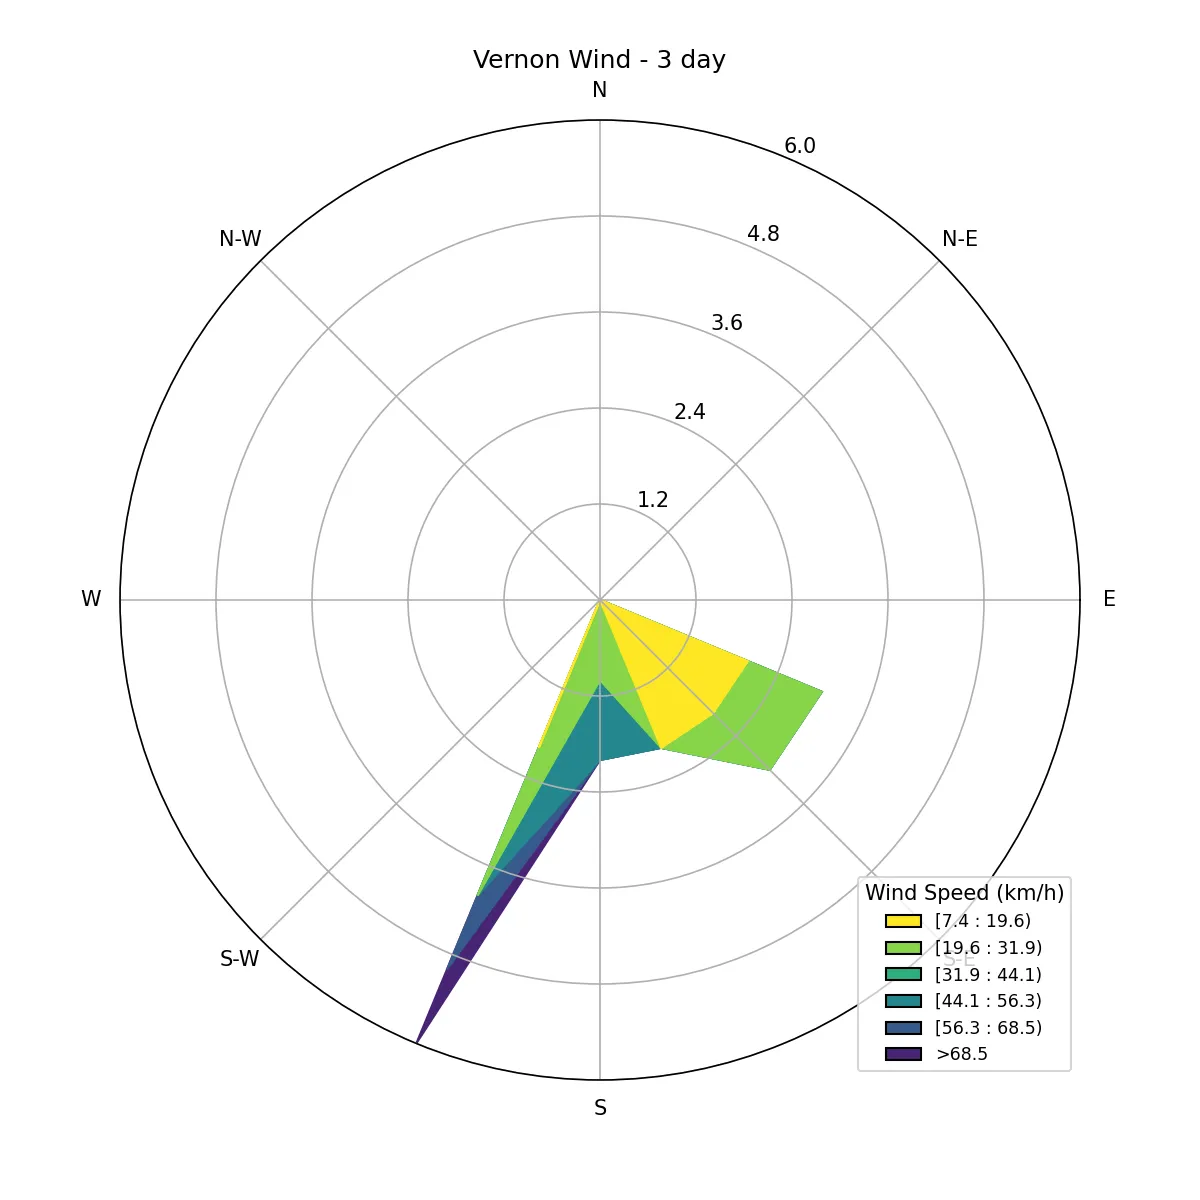 Vernon Wind - 3 day
N
6.0
N-W
4.8
N-E
3.6
2.4
1.2
W
E
S-W
S-E
S
Wind Speed (km/h)
[7.4 : 19.6)
[19.6 : 31.9)
[31.9 : 44.1)
[44.1 : 56.3)
[56.3 : 68.5)
>68.5